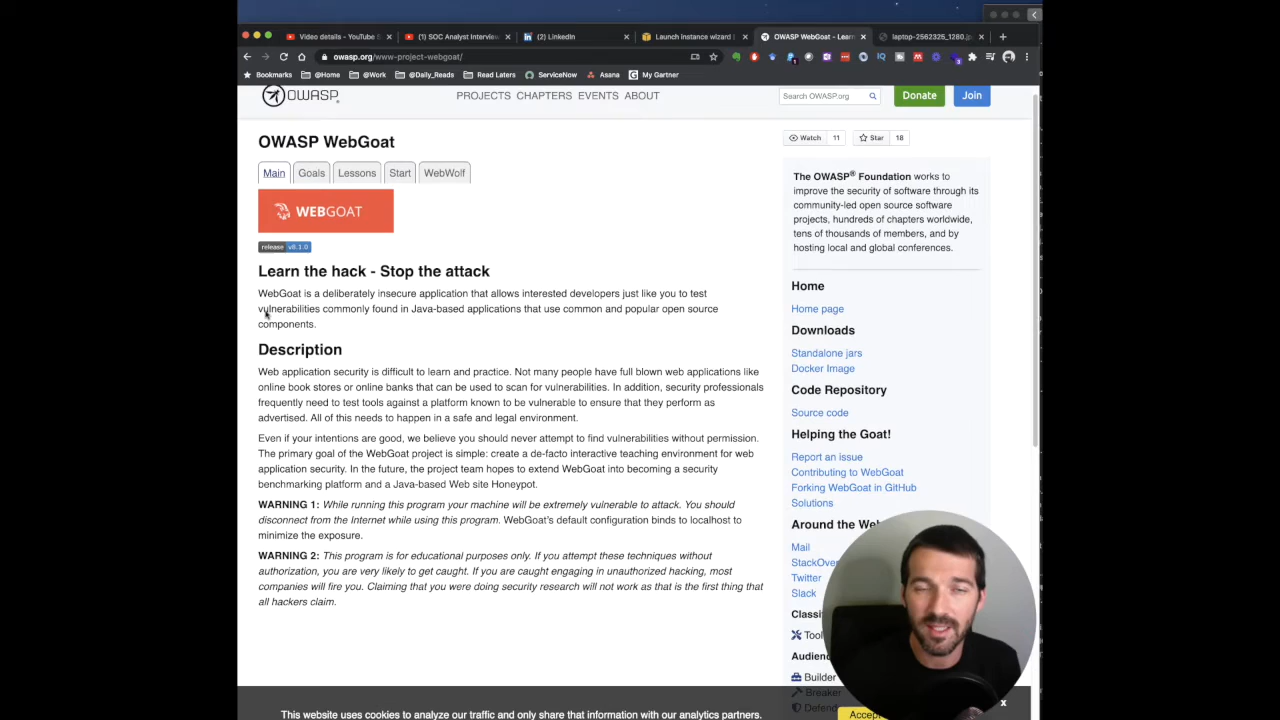 Video details - YouTube
(1) SOC Analyst Interview
(2) LinkedIn
Launch instance wizard
OWASP WebGoat - Learn
laptop-2562325_1280.jp
owasp.org/www-project-webgoat/
Bookmarks
@Home
@Work
@Daily_Reads
Read Laters
ServiceNow
Asana
My Gartner
OWASP
PROJECTS CHAPTERS EVENTS ABOUT
Search OWASP.org
Donate
Join
OWASP WebGoat
Watch 11
Star 18
Main
Goals
Lessons
Start
WebWolf
WEBGOAT
release v8.1.0
Learn the hack - Stop the attack
WebGoat is a deliberately insecure application that allows interested developers just like you to test
vulnerabilities commonly found in Java-based applications that use common and popular open source
components.
Description
Web application security is difficult to learn and practice. Not many people have full blown web applications like
online book stores or online banks that can be used to scan for vulnerabilities. In addition, security professionals
frequently need to test tools against a platform known to be vulnerable to ensure that they perform as
advertised. All of this needs to happen in a safe and legal environment.
Even if your intentions are good, we believe you should never attempt to find vulnerabilities without permission.
The primary goal of the WebGoat project is simple: create a de-facto interactive teaching environment for web
application security. In the future, the project team hopes to extend WebGoat into becoming a security
benchmarking platform and a Java-based Web site Honeypot.
WARNING 1: While running this program your machine will be extremely vulnerable to attack. You should
disconnect from the Internet while using this program. WebGoat's default configuration binds to localhost to
minimize the exposure.
WARNING 2: This program is for educational purposes only. If you attempt these techniques without
authorization, you are very likely to get caught. If you are caught engaging in unauthorized hacking, most
companies will fire you. Claiming that you were doing security research will not work as that is the first thing that
all hackers claim.
The OWASP® Foundation works to
improve the security of software through its
community-led open source software
projects, hundreds of chapters worldwide,
tens of thousands of members, and by
hosting local and global conferences.
Home
Home page
Downloads
Standalone jars
Docker Image
Code Repository
Source code
Helping the Goat!
Report an issue
Contributing to WebGoat
Forking WebGoat in GitHub
Solutions
Around the Web
Mail
StackOver
Twitter
Slack
Classif
Tool
Audien
Builder
Breaker
Defend
This website uses cookies to analyze our traffic and only share that information with our analytics partners.
Accept
x